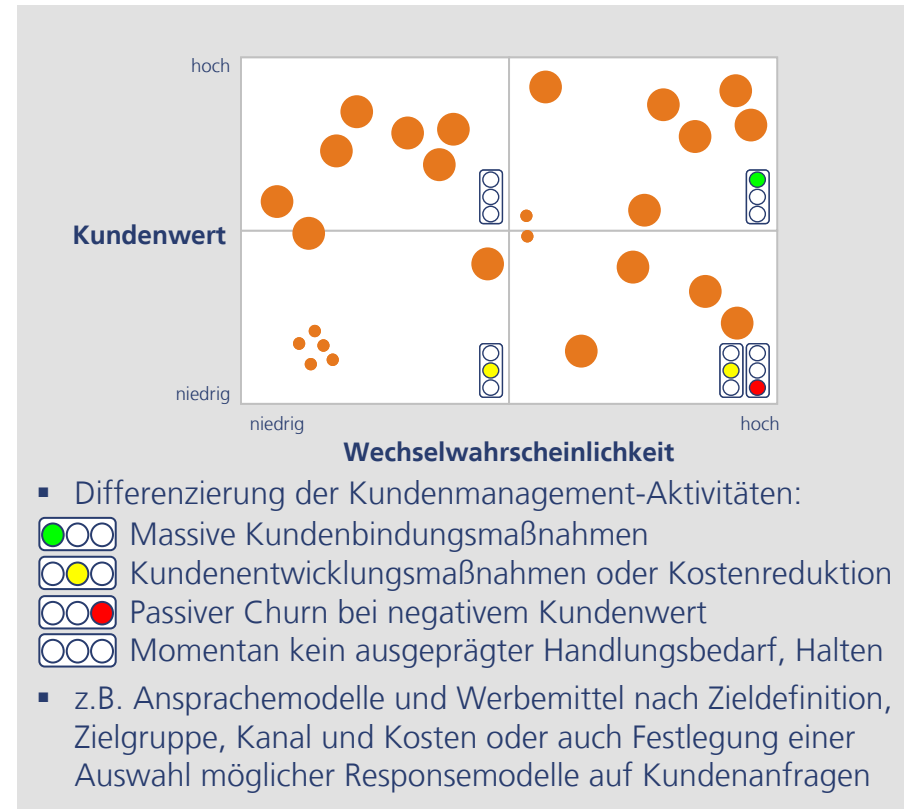 hoch
Kundenwert
niedrig
niedrig
hoch
Wechselwahrscheinlichkeit
▪ Differenzierung der Kundenmanagement-Aktivitäten:
Massive Kundenbindungsmaßnahmen
Kundenentwicklungsmaßnahmen oder Kostenreduktion
Passiver Churn bei negativem Kundenwert
Momentan kein ausgeprägter Handlungsbedarf, Halten
▪ z.B. Ansprachemodelle und Werbemittel nach Zieldefinition,
Zielgruppe, Kanal und Kosten oder auch Festlegung einer
Auswahl möglicher Responsemodelle auf Kundenanfragen